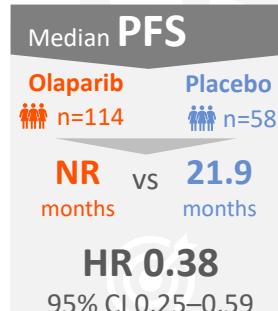 Median PFS
Olaparib Placebo
n=114 n=58
NR vs 21.9
months months
HR 0.38
95% CI 0.25–0.59